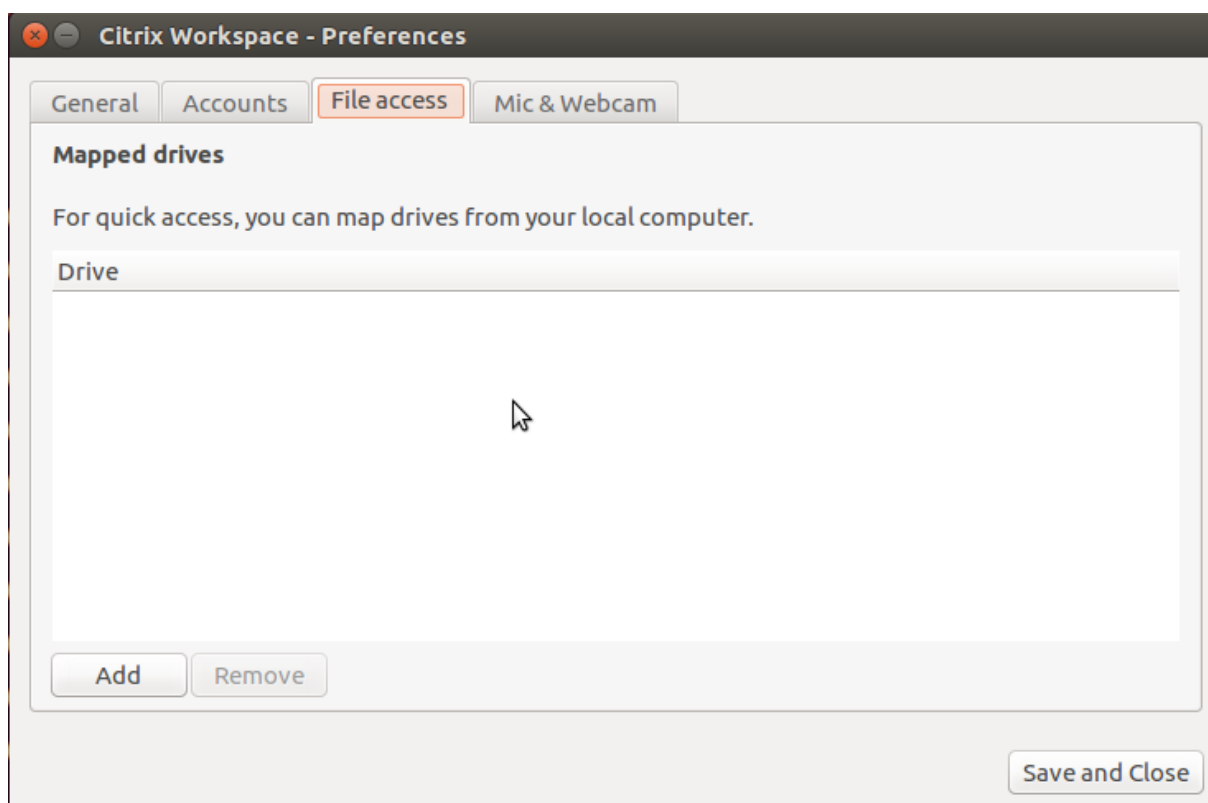 Citrix Workspace - Preferences
General Accounts File access Mic & Webcam
Mapped drives
For quick access, you can map drives from your local computer.
Drive
Add Remove
Save and Close